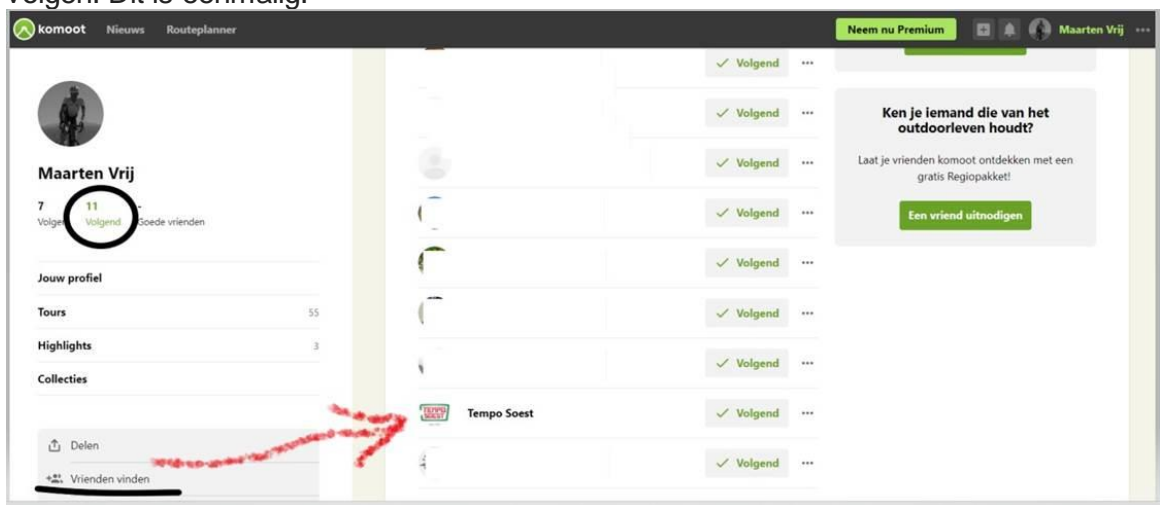 volgen. Dit is eenmalig.
komoot Nieuws Routeplanner Neem nu Premium Maarten Vrij
Maarten Vrij
7 11 -
Volgend Goede vrienden
Jouw profiel
Tours 55
Highlights 3
Collecties
Delen
Vrienden vinden
Volgend
Volgend
Volgend
Volgend
Volgend
Volgend
Volgend
TEMPO SOEST Tempo Soest Volgend
Volgend
Ken je iemand die van het
outdoorleven houdt?
Laat je vrienden komoot ontdekken met een
gratis Regiopakket!
Een vriend uitnodigen